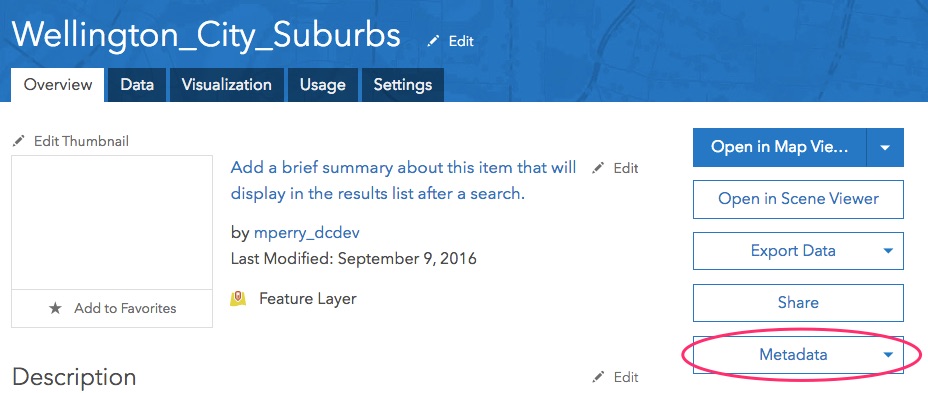 Wellington_City_Suburbs
Edit
Overview
Data
Visualization
Usage
Settings
Edit Thumbnail
Add to Favorites
Add a brief summary about this item that will
display in the results list after a search.
Edit
by mperry_dcdev
Last Modified: September 9, 2016
Feature Layer
Open in Map Vie...
Open in Scene Viewer
Export Data
Share
Metadata
Description
Edit